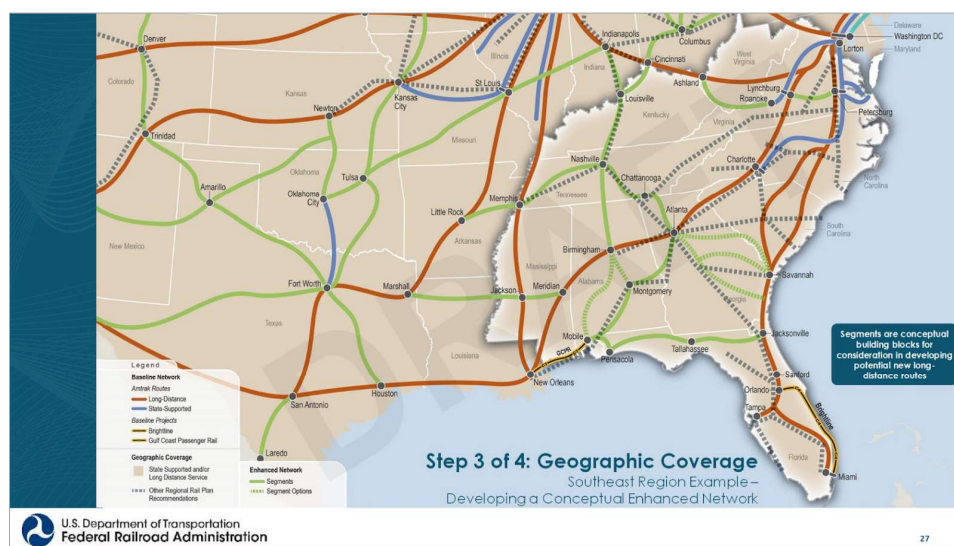 Denver
Colorado
Kansas
Trinidad
Newton
Kansas
City
St Louis
Illinois
Indiana
Missouri
Indianapolis
Columbus
Cincinnati
Ashland
West
Virginia
Delaware
Washington DC
Lorton
Maryland
Lynchburg
Roanoke
Petersburg
Louisville
Kentucky
Virginia
Amarillo
Oklahoma
Oklahoma
City
Tulsa
Nashville
Tennessee
Chattanooga
Charlotte
North
Carolina
New Mexico
Little Rock
Arkansas
Memphis
Atlanta
South
Carolina
Birmingham
Mississippi
Alabama
Georgia
Savannah
Fort Worth
Marshall
Jackson
Meridian
Montgomery
Texas
Louisiana
Mobile
GCPR
Pensacola
Tallahassee
Jacksonville
New Orleans
San Antonio
Houston
Laredo
Sanford
Orlando
Tampa
Brightline
Florida
Miami
DRAFT
Segments are conceptual
building blocks for
consideration in developing
potential new long-
distance routes
Legend
Baseline Network
Amtrak Routes
Long-Distance
State-Supported
Baseline Projects
Brightline
Gulf Coast Passenger Rail
Geographic Coverage
State Supported and/or
Long Distance Service
Other Regional Rail Plan
Recommendations
Enhanced Network
Segments
Segment Options
Step 3 of 4: Geographic Coverage
Southeast Region Example –
Developing a Conceptual Enhanced Network
U.S. Department of Transportation
Federal Railroad Administration
27